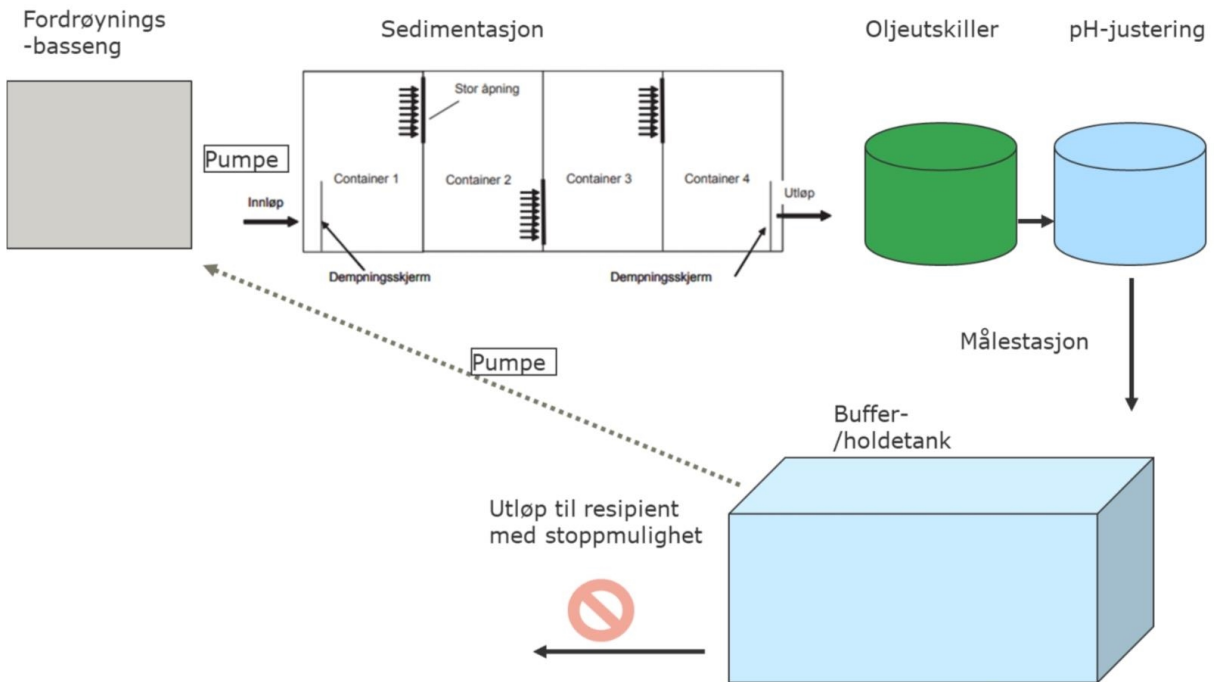 Fordrøynings
-basseng
Sedimentasjon
Oljeutskiller
pH-justering
Stor åpning
Pumpe
Container 1
Container 2
Container 3
Container 4
Innløp
Utløp
Dempningsskjerm
Dempningsskjerm
Målestasjon
Pumpe
Buffer-
/holdetank
Utløp til resipient
med stoppmulighet